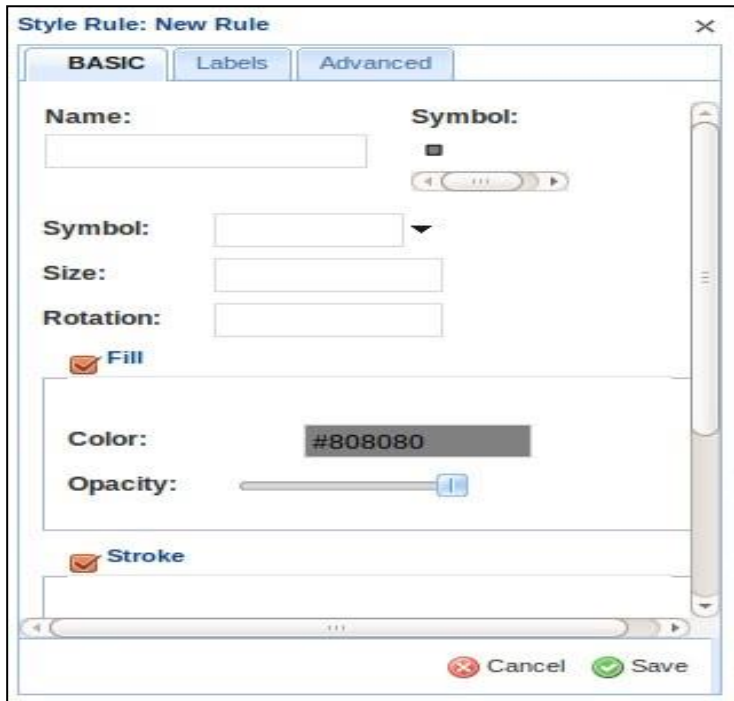 Style Rule: New Rule
BASIC Labels Advanced
Name: Symbol:
Symbol:
Size:
Rotation:
Fill
Color: #808080
Opacity:
Stroke
Cancel Save